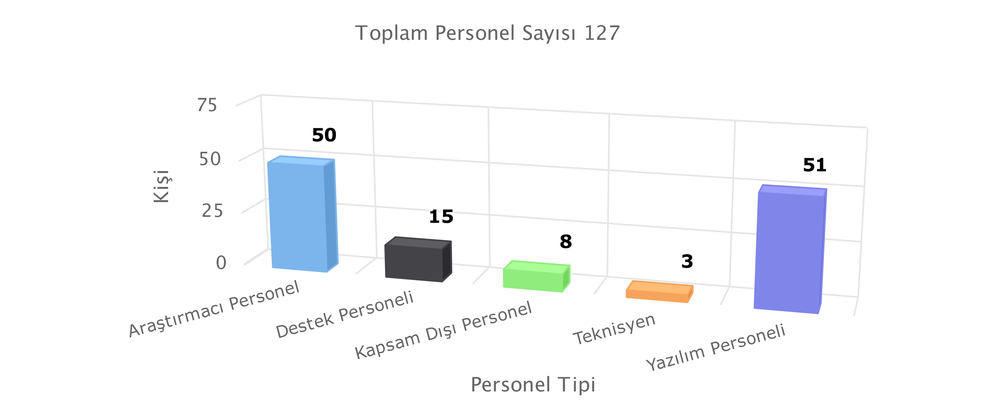 Toplam Personel Sayısı 127
75
50
25
0
Kişi
50
15
8
3
51
Araştırmacı Personel
Destek Personeli
Kapsam Dışı Personel
Teknisyen
Yazılım Personeli
Personel Tipi